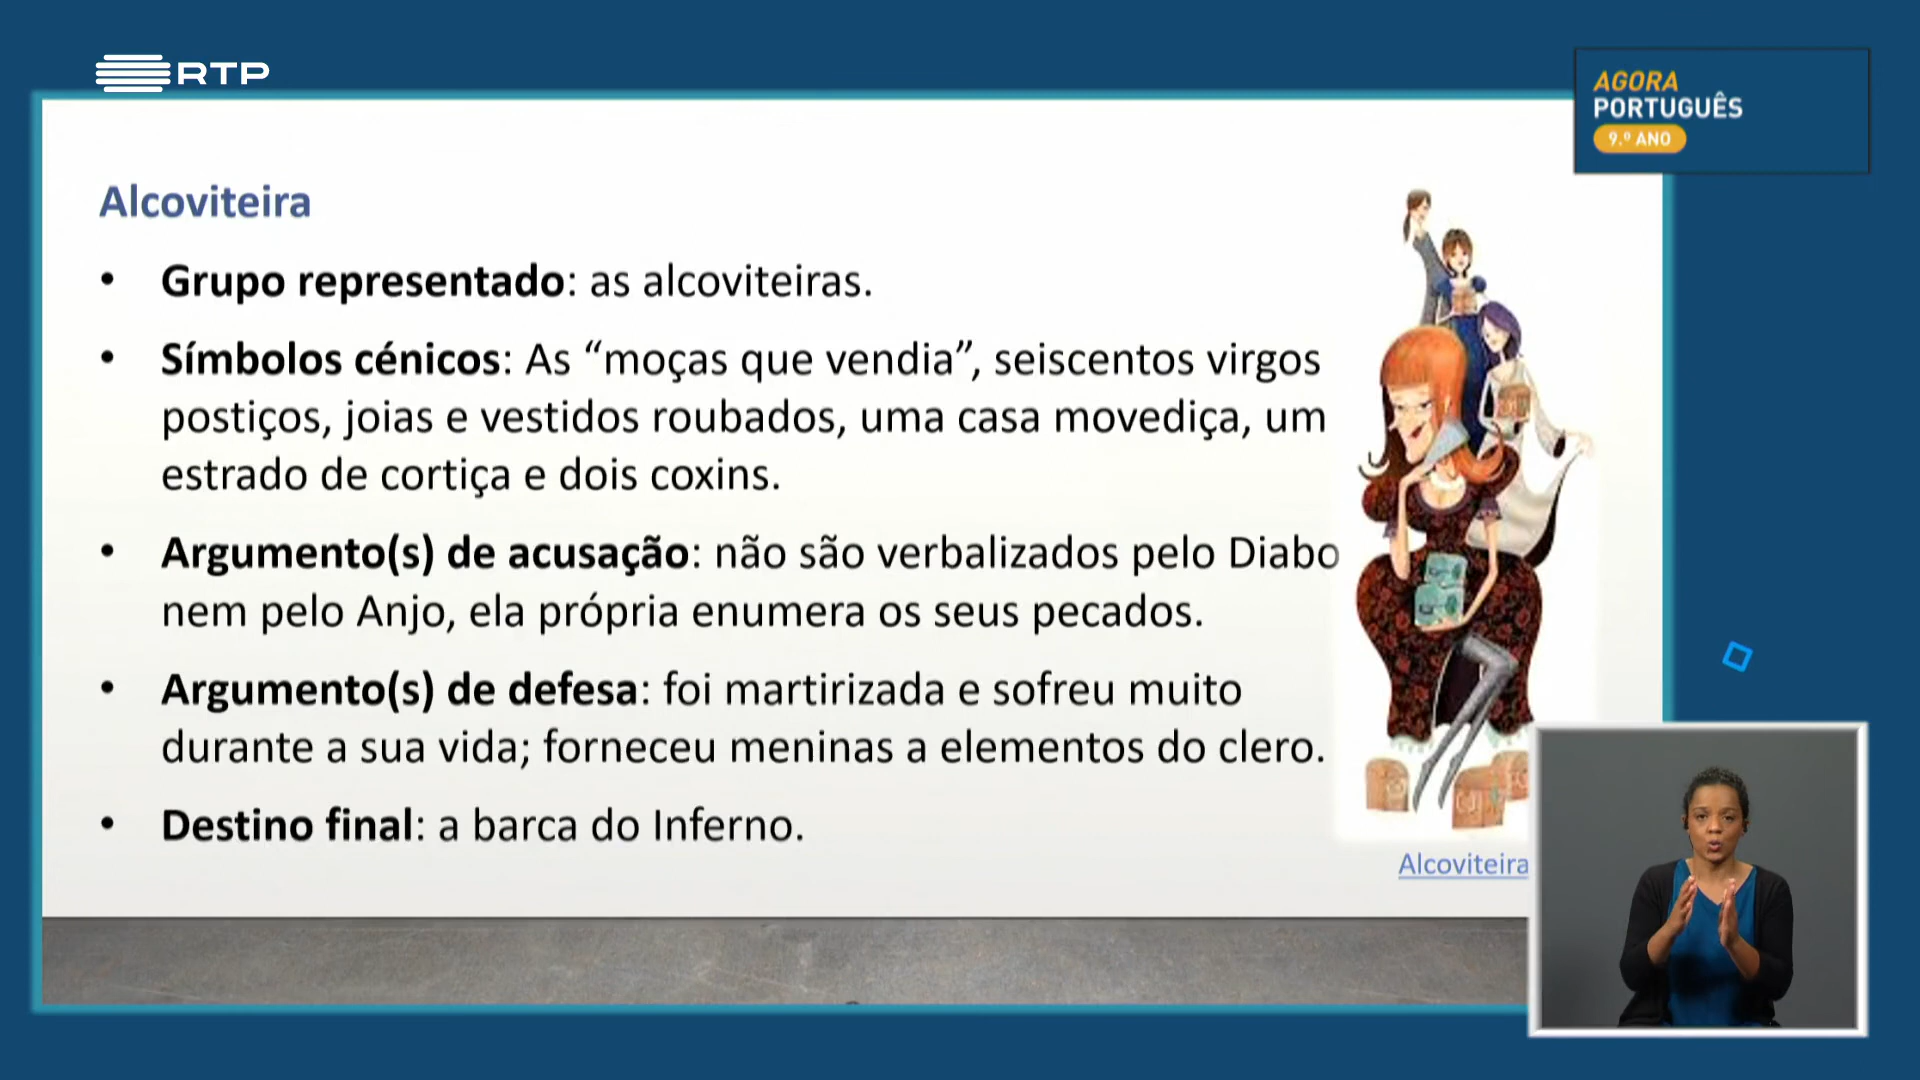 RTP
AGORA
PORTUGUÊS
9.º ANO
Alcoviteira
• Grupo representado: as alcoviteiras.
• Símbolos cénicos: As “moças que vendia”, seiscentos virgos
postiços, joias e vestidos roubados, uma casa movediça, um
estrado de cortiça e dois coxins.
• Argumento(s) de acusação: não são verbalizados pelo Diabo
nem pelo Anjo, ela própria enumera os seus pecados.
• Argumento(s) de defesa: foi martirizada e sofreu muito
durante a sua vida; forneceu meninas a elementos do clero.
• Destino final: a barca do Inferno.
Alcoviteira